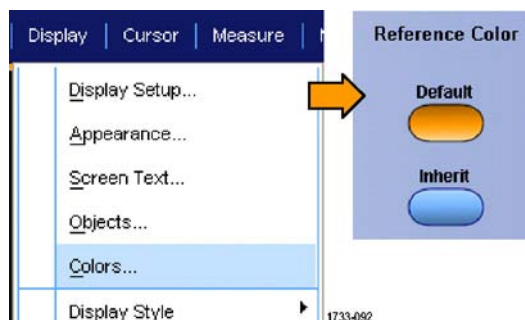 Display | Cursor | Measure |
Display Setup...
Appearance...
Screen Text...
Objects...
Colors...
Display Style
Reference Color
Default
Inherit
1733-092